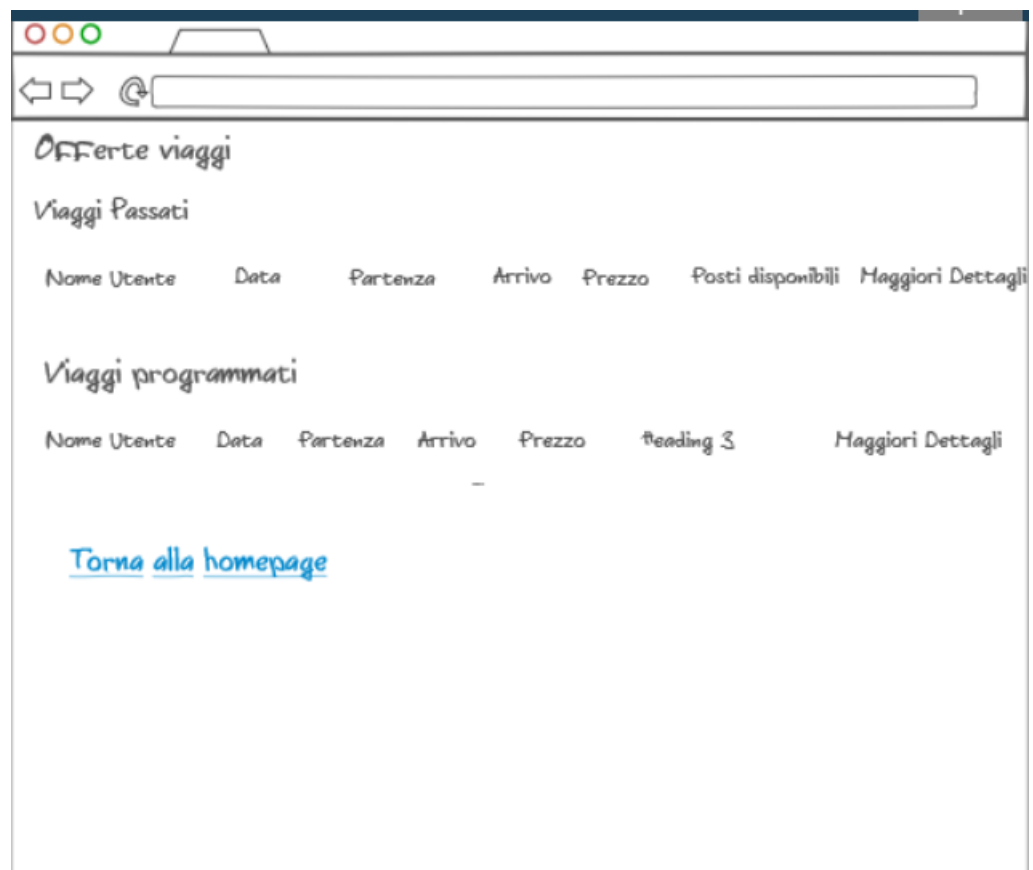 Offerte viaggi
Viaggi Passati
Nome Utente Data Partenza Arrivo Prezzo Posti disponibili Maggiori Dettagli
Viaggi programmati
Nome Utente Data Partenza Arrivo Prezzo Heading 3 Maggiori Dettagli
Torna alla homepage